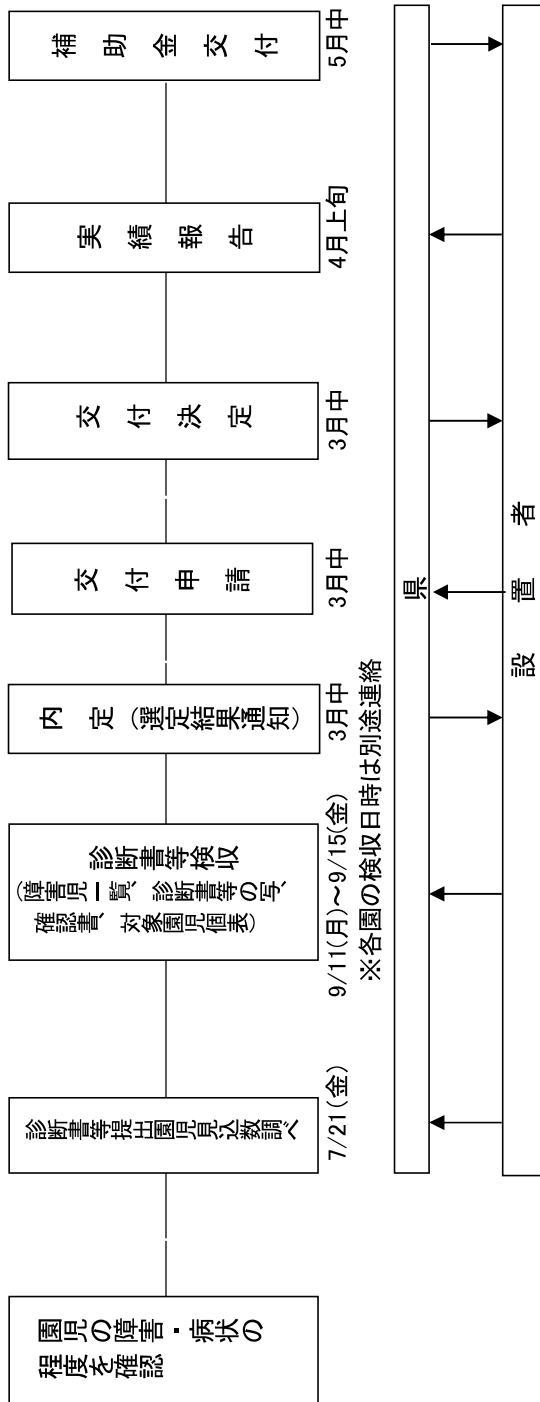 園児の障害・病状の
程度を確認
診断書等提出園児見込数調べ
7/21(金)
診断書等検収
(障害児一覧、診断書等の写、
確認書、対象園児個表)
9/11(月)～9/15(金)
※各園の検収日時は別途連絡
内　定(選定結果通知)
3月中
交　付　申　請
3月中
交　付　決　定
3月中
実　績　報　告
4月上旬
補　助　金　交　付
5月中
県
設　置　者